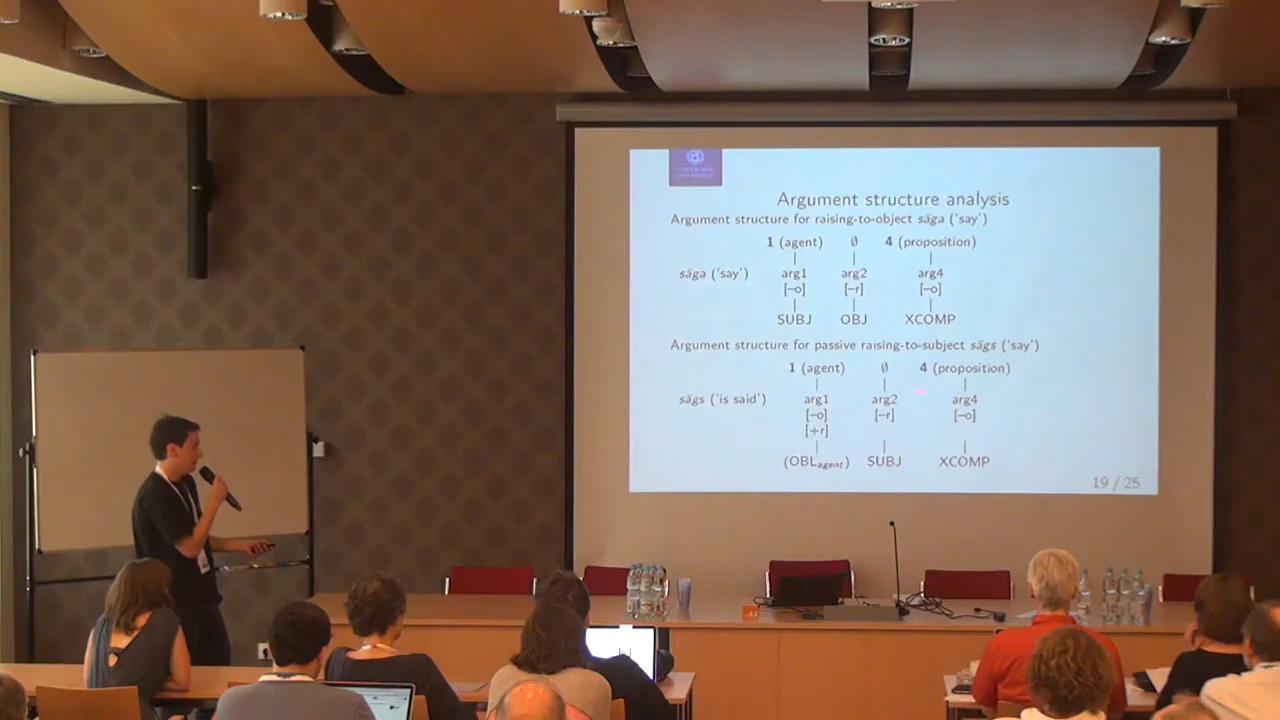 Argument structure analysis
Argument structure for raising-to-object säga ('say')
1 (agent) ∅ 4 (proposition)
säga ('say') arg1 arg2 arg4
[−o] [−r] [−o]
SUBJ OBJ XCOMP
Argument structure for passive raising-to-subject sägs ('say')
1 (agent) ∅ 4 (proposition)
sägs ('is said') arg1 arg2 arg4
[−o] [−r] [−o]
[+r]
(OBLagent) SUBJ XCOMP
19 / 25